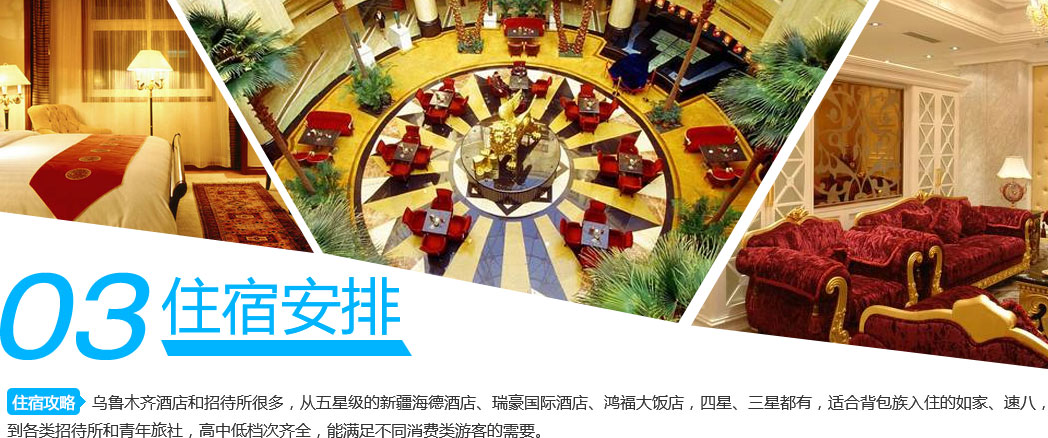 03 住宿安排
住宿攻略 乌鲁木齐酒店和招待所很多，从五星级的新疆海德酒店、瑞豪国际酒店、鸿福大饭店，四星、三星都有，适合背包族入住的如家、速八，
到各类招待所和青年旅社，高中低档次齐全，能满足不同消费类游客的需要。